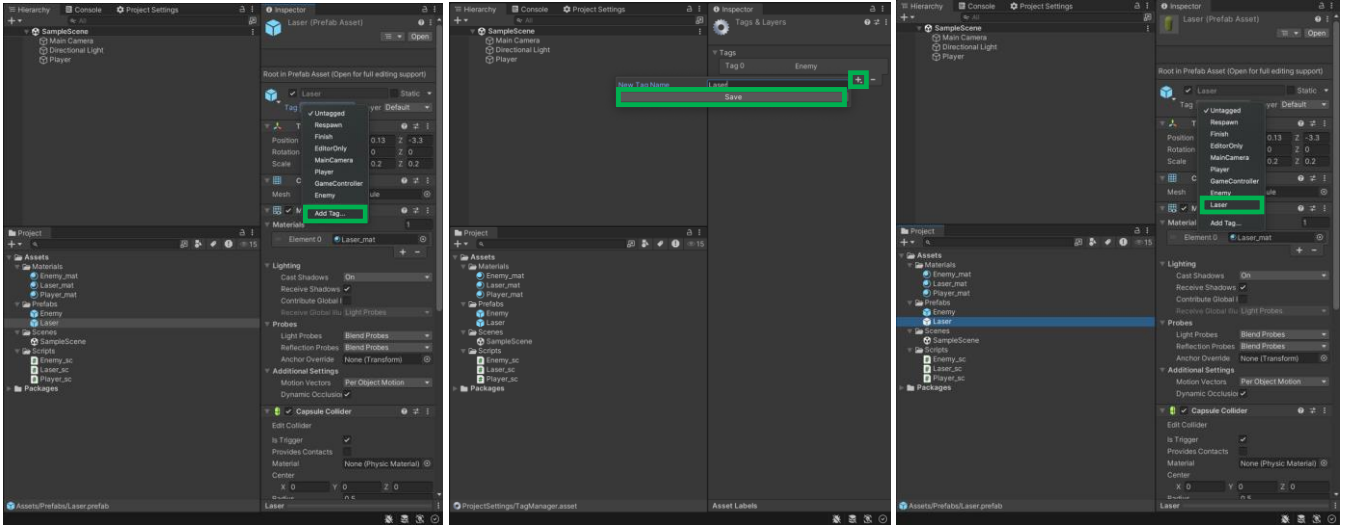 Hierarchy Console Project Settings
All
SampleScene
Main Camera
Directional Light
Player
Project
15
Assets
Materials
Enemy_mat
Laser_mat
Player_mat
Prefabs
Enemy
Laser
Scenes
SampleScene
Scripts
Enemy_sc
Laser_sc
Player_sc
Packages
Assets/Prefabs/Laser.prefab
Inspector
Laser (Prefab Asset)
Open
Root in Prefab Asset (Open for full editing support)
Laser Static
Tag yer Default
Untagged
Respawn
Finish
EditorOnly
MainCamera
Player
GameController
Enemy
Add Tag...
T
Position 0.13 Z -3.3
Rotation 0 Z 0
Scale 0.2 Z 0.2
C
Mesh ule
M
Materials 1
Element 0 Laser_mat
Lighting
Cast Shadows On
Receive Shadows
Contribute Global I
Receive Global Illu Light Probes
Probes
Light Probes Blend Probes
Reflection Probes Blend Probes
Anchor Override None (Transform)
Additional Settings
Motion Vectors Per Object Motion
Dynamic Occlusion
Capsule Collider
Edit Collider
Is Trigger
Provides Contacts
Material None (Physic Material)
Center
X 0 Y 0 Z 0
Radius 0.5
Laser
Hierarchy Console Project Settings
All
SampleScene
Main Camera
Directional Light
Player
Project
15
Assets
Materials
Enemy_mat
Laser_mat
Player_mat
Prefabs
Enemy
Laser
Scenes
SampleScene
Scripts
Enemy_sc
Laser_sc
Player_sc
Packages
ProjectSettings/TagManager.asset
Inspector
Tags & Layers
Tags
Tag 0 Enemy
New Tag Name Laser
Save
Asset Labels
Hierarchy Console Project Settings
All
SampleScene
Main Camera
Directional Light
Player
Project
15
Assets
Materials
Enemy_mat
Laser_mat
Player_mat
Prefabs
Enemy
Laser
Scenes
SampleScene
Scripts
Enemy_sc
Laser_sc
Player_sc
Packages
Assets/Prefabs/Laser.prefab
Inspector
Laser (Prefab Asset)
Open
Root in Prefab Asset (Open for full editing support)
Laser Static
Tag yer Default
Untagged
Respawn
Finish
EditorOnly
MainCamera
Player
GameController
Enemy
Laser
Add Tag...
T
Position 0.13 Z -3.3
Rotation 0 Z 0
Scale 0.2 Z 0.2
C
Mesh ule
M
Material 1
Element 0 Laser_mat
Lighting
Cast Shadows On
Receive Shadows
Contribute Global I
Receive Global Illu Light Probes
Probes
Light Probes Blend Probes
Reflection Probes Blend Probes
Anchor Override None (Transform)
Additional Settings
Motion Vectors Per Object Motion
Dynamic Occlusion
Capsule Collider
Edit Collider
Is Trigger
Provides Contacts
Material None (Physic Material)
Center
X 0 Y 0 Z 0
Radius 0.5
Laser